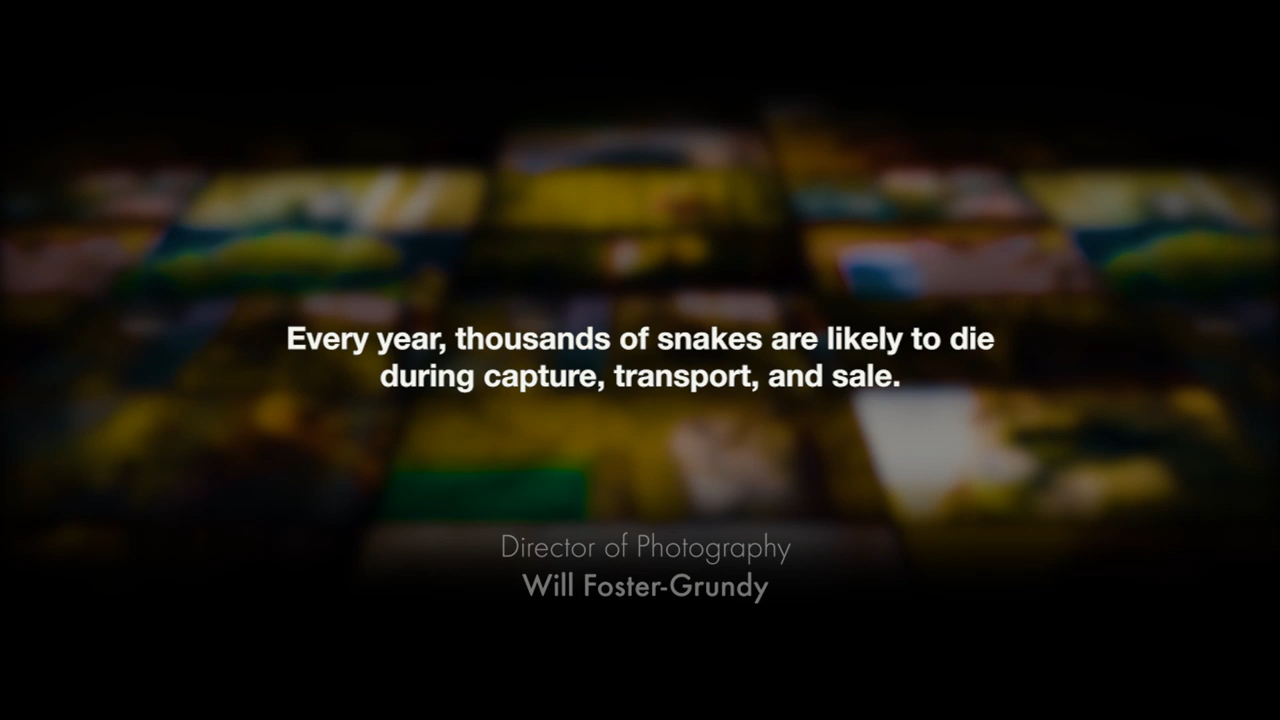 Every year, thousands of snakes are likely to die
during capture, transport, and sale.
Director of Photography
Will Foster-Grundy